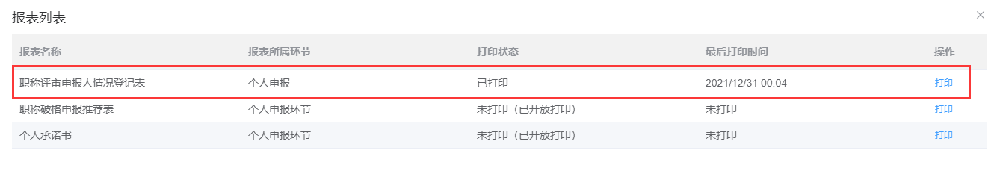 报表列表
报表名称 报表所属环节 打印状态 最后打印时间 操作
职称评审申报人情况登记表 个人申报 已打印 2021/12/31 00:04 打印
职称破格申报推荐表 个人申报环节 未打印（已开放打印） 未打印 打印
个人承诺书 个人申报环节 未打印（已开放打印） 未打印 打印